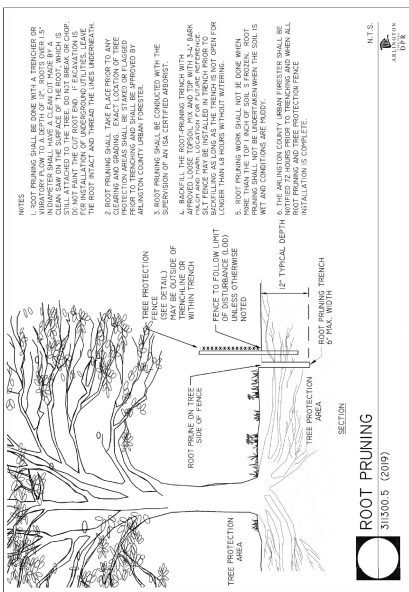 NOTES
1. ROOT PRUNING SHALL BE DONE WITH A TRENCHER OR
VIBRATORY PLOW TO A DEPTH OF 12". ROOTS OVER 1.5"
IN DIAMETER SHALL HAVE A CLEAN CUT MADE BY A
CLEAN SAW ON THE FACE OF THE ROOT, WHICH IS
STILL ATTACHED TO THE TREE. DO NOT BREAK OR CHOP.
DO NOT PAINT THE ROOT END. WHEN EXCAVATION IS
FOR INSTALLATION OF UNDERGROUND UTILITIES, LEAVE
THE ROOT INTACT AND THREAD THE LINES UNDERNEATH.
2. ROOT PRUNING SHALL TAKE PLACE PRIOR TO ANY
CLEARING AND GRADING. EXACT LOCATION OF TREE
PROTECTION AREAS SHALL BE STAKED OR FLAGGED
PRIOR TO TRENCHING AND SHALL BE APPROVED BY
ARLINGTON COUNTY URBAN FORESTER.
3. ROOT PRUNING SHALL BE CONDUCTED WITH THE
SUPERVISION OF AN ISA CERTIFIED ARBORIST.
4. BACKFILL THE ROOT-PRUNING TRENCH WITH
APPROVED LOOSE TOPSOIL MIX AND TOP WITH 3-4" BARK
MULCH AND MARK LOCATION FOR FUTURE REFERENCE.
SILT FENCE MAY BE INSTALLED IN TRENCH PRIOR TO
BACKFILLING AS LONG AS THE TRENCH IS NOT OPEN FOR
LONGER THAN 48 HOURS WITHOUT WATERING.
5. ROOT PRUNING WORK SHALL NOT BE DONE WHEN
MORE THAN THE TOP 1 INCH OF SOIL S FROZEN. ROOT
PRUNING SHALL NOT BE UNDERTAKEN WHEN THE SOIL IS
WET AND CONDITIONS ARE MUDDY.
6. THE ARLINGTON COUNTY URBAN FORESTER SHALL BE
NOTIFIED 72 HOURS PRIOR TO TRENCHING AND WHEN ALL
ROOT PRUNING AND TREE PROTECTION FENCE
INSTALLATION IS COMPLETE.
TREE PROTECTION
FENCE
(SEE DETAIL)
MAY BE OUTSIDE OF
TRENCHLINE OR
WITHIN TRENCH
ROOT PRUNE ON TREE
SIDE OF FENCE
FENCE TO FOLLOW LIMIT
OF DISTURBANCE (LOD)
UNLESS OTHERWISE
NOTED
TREE PROTECTION
AREA
12" TYPICAL DEPTH
TREE PROTECTION
AREA
ROOT PRUNING TRENCH
6" MAX. WIDTH
SECTION
ROOT PRUNING
311300.5 (2019)
N.T.S.
ARLINGTON
DPR